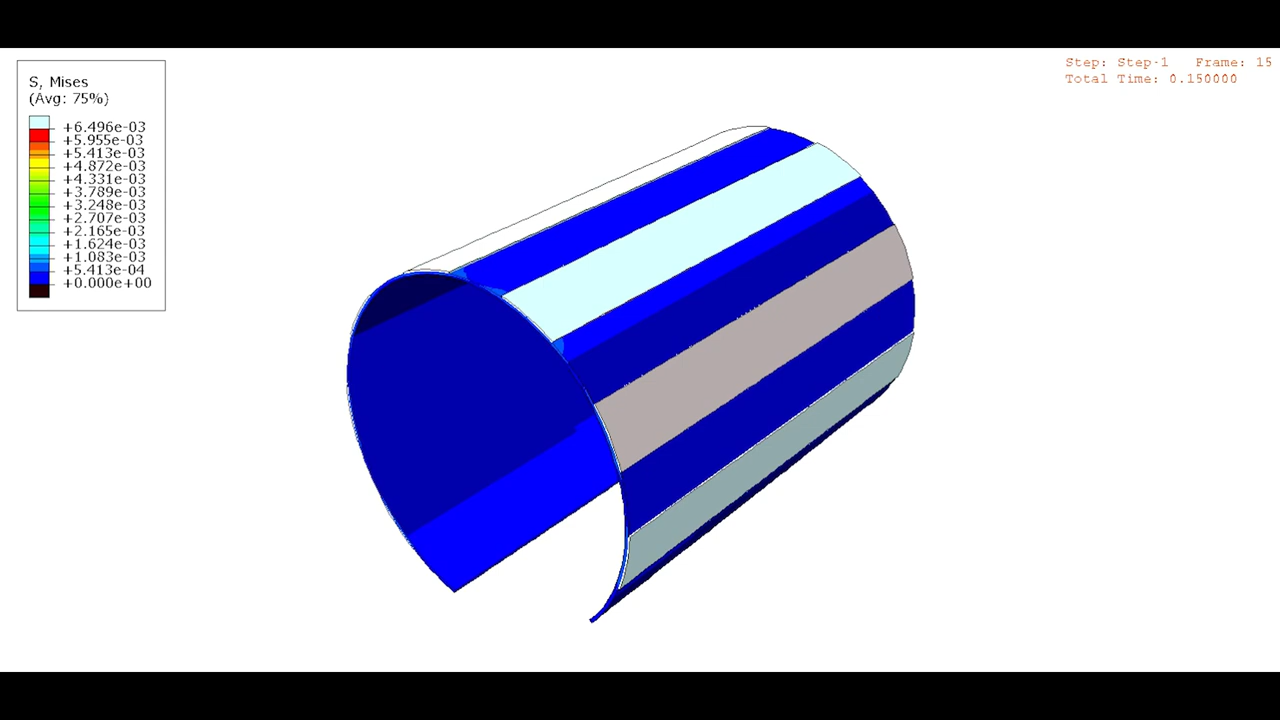 S, Mises
(Avg: 75%)
+6.496e-03
+5.955e-03
+5.413e-03
+4.872e-03
+4.331e-03
+3.789e-03
+3.248e-03
+2.707e-03
+2.165e-03
+1.624e-03
+1.083e-03
+5.413e-04
+0.000e+00
Step: Step-1 Frame: 15
Total Time: 0.150000